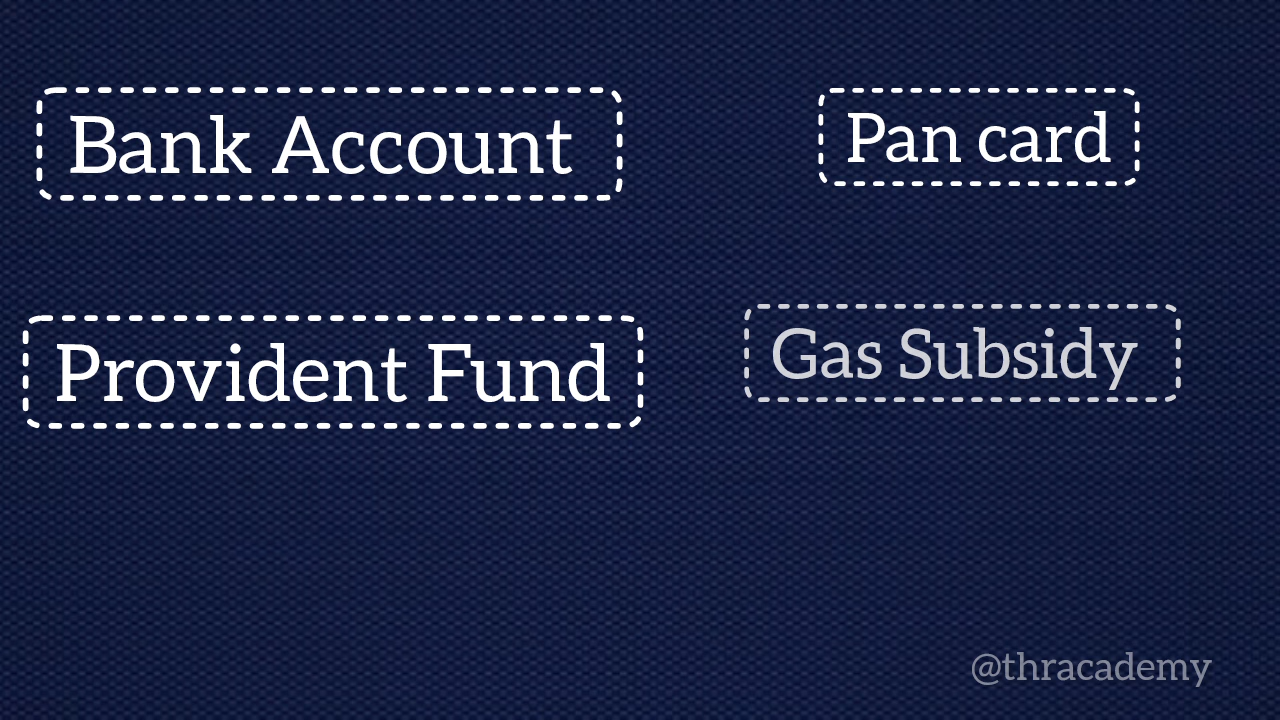 Bank Account
Pan card
Provident Fund
Gas Subsidy
@thracademy